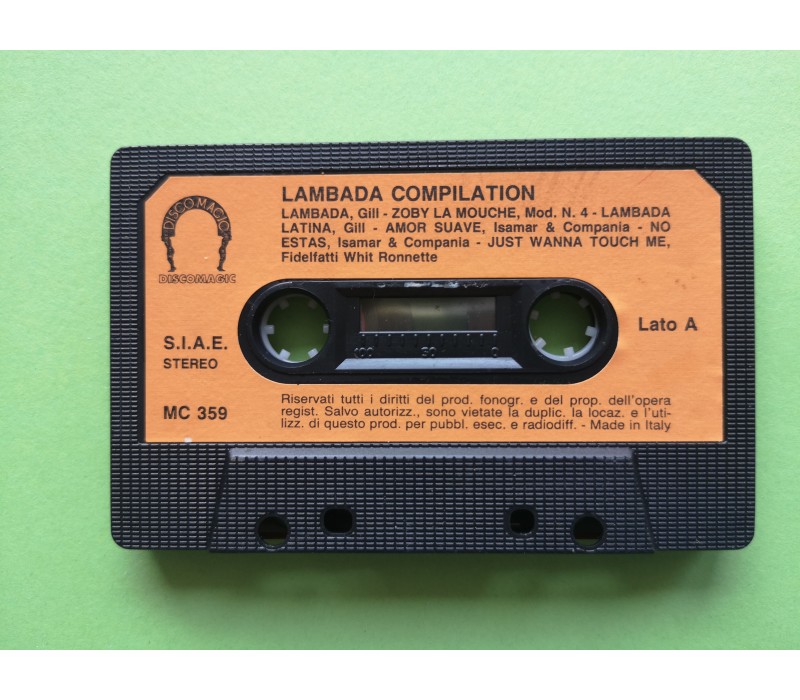 LAMBADA COMPILATION
LAMBADA, Gill - ZOBY LA MOUCHE, Mod. N. 4 - LAMBADA
LATINA, Gill - AMOR SUAVE, Isamar & Compania - NO
ESTAS, Isamar & Compania - JUST WANNA TOUCH ME,
Fidelfatti Whit Ronnette
DISCOMAGIC
DISCOMAGIC
S.I.A.E.
STEREO
MC 359
100 50 0
Lato A
Riservati tutti i diritti del prod. fonogr. e del prop. dell'opera
regist. Salvo autorizz., sono vietate la duplic. la locaz. e l'uti-
lizz. di questo prod. per pubbl. esec. e radiodiff. - Made in Italy